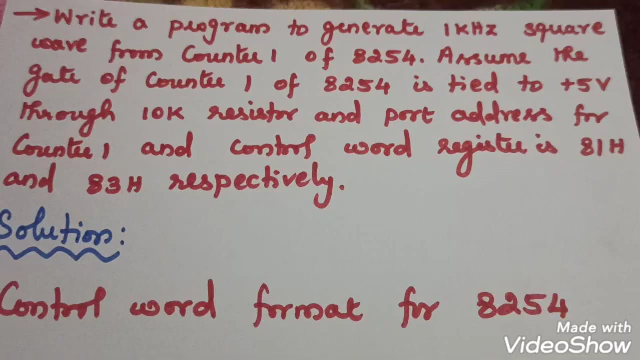 → Write a program to generate 1KHz square
wave from Counter 1 of 8254. Assume the
gate of Counter 1 of 8254 is tied to +5V
through 10K resistor and port address for
Counter 1 and control word register is 81H
and 83H respectively.
Solution:
Control word format for 8254
Made with
VideoShow